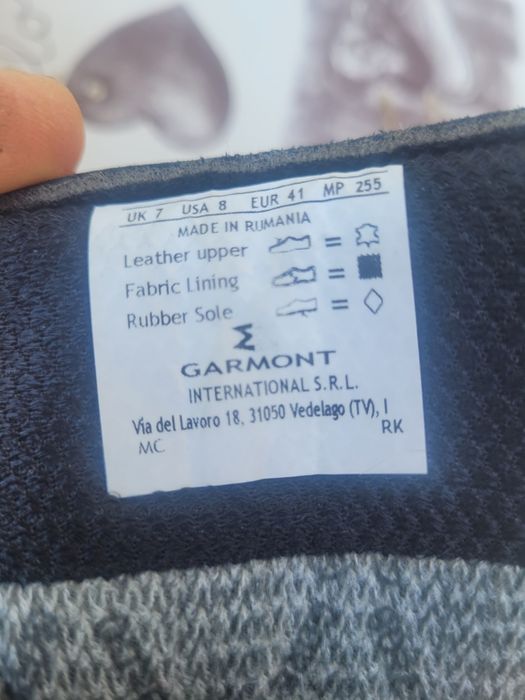 UK 7 USA 8 EUR 41 MP 255
MADE IN RUMANIA
Leather upper =
Fabric Lining =
Rubber Sole =
GARMONT
INTERNATIONAL S.R.L.
Via del Lavoro 18, 31050 Vedelago (TV), I
MC RK